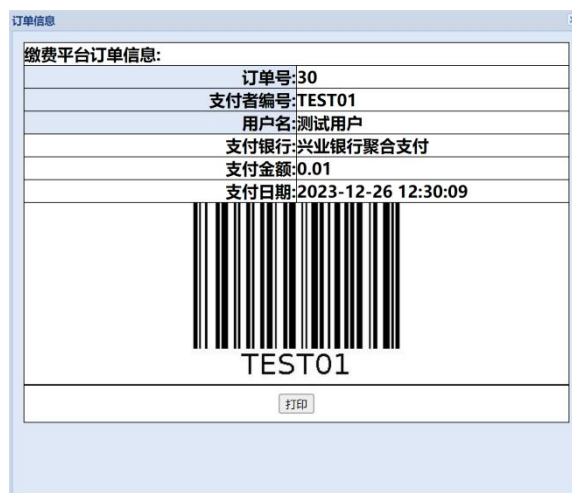 订单信息
缴费平台订单信息:
订单号:30
支付者编号:TEST01
用户名:测试用户
支付银行:兴业银行聚合支付
支付金额:0.01
支付日期:2023-12-26 12:30:09
TEST01
打印